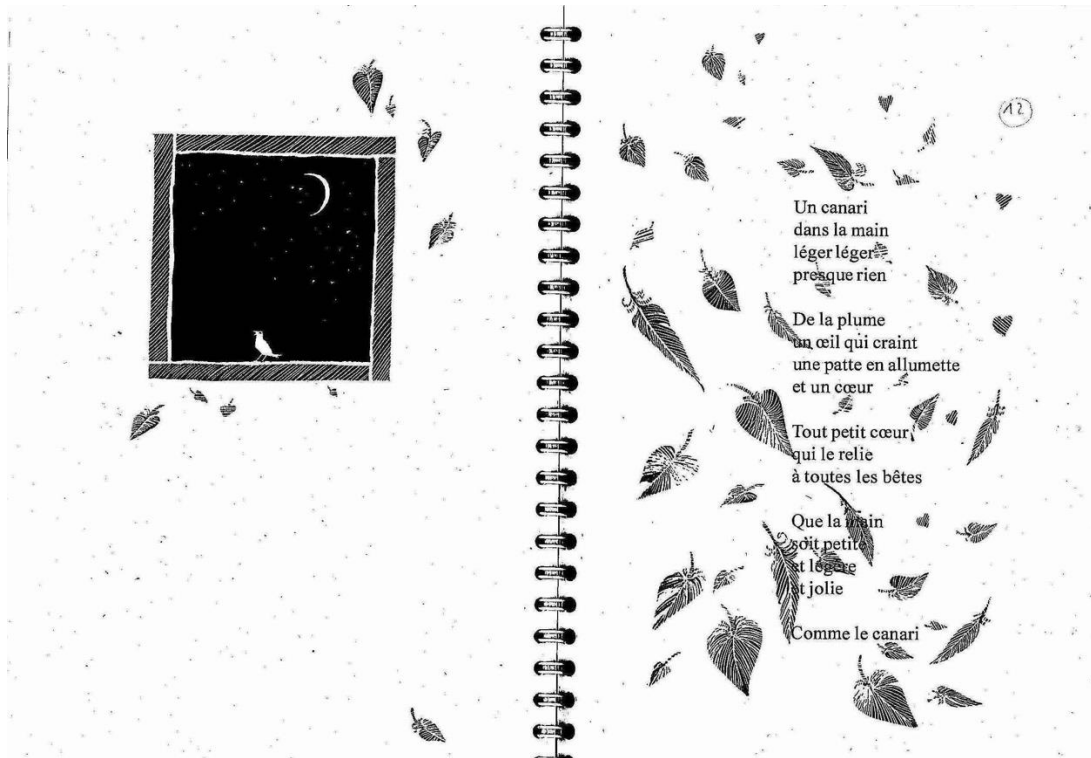 12
Un canari
dans la main
léger léger
presque rien
De la plume
un œil qui craint
une patte en allumette
et un cœur
Tout petit cœur
qui le relie
à toutes les bêtes
Que la main
soit petite
et légère
et jolie
Comme le canari